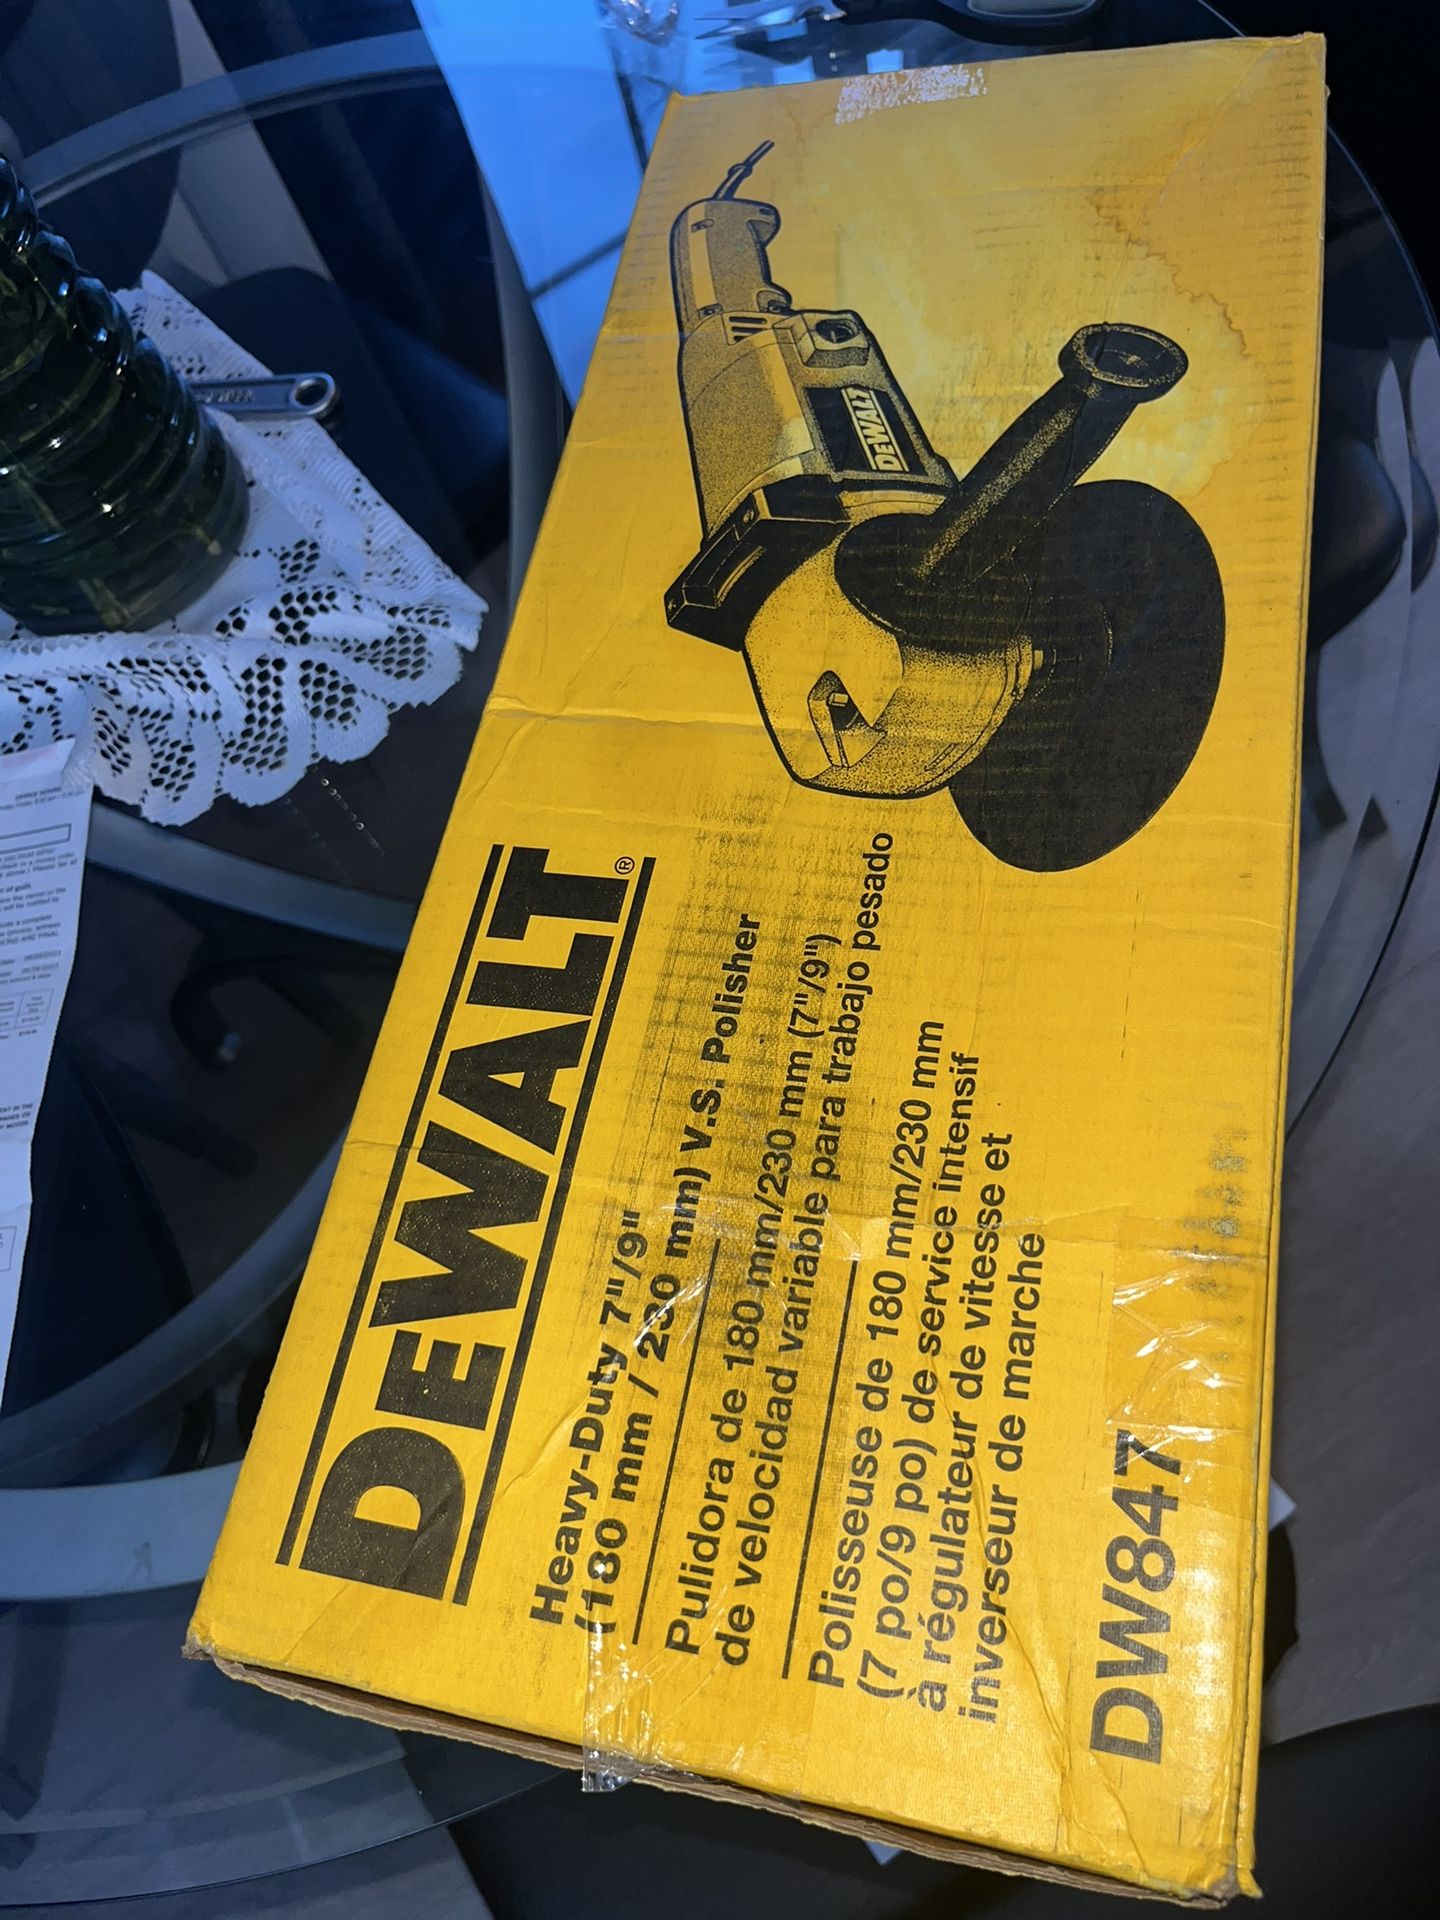 DEWALT®
Heavy-Duty 7"/9"
(180 mm / 230 mm) v.s. Polisher
Pulidora de 180 mm/230 mm (7"/9")
de velocidad variable para trabajo pesado
Polisseuse de 180 mm/230 mm
(7 po/9 po) de service intensif
à régulateur de vitesse et
inverseur de marche
DW847
DEWALT
OFFICE HOURS